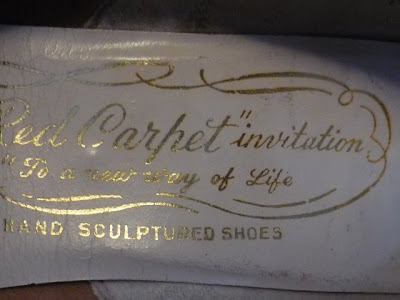 Red Carpet" invitation
"To a new way of Life
HAND SCULPTURED SHOES